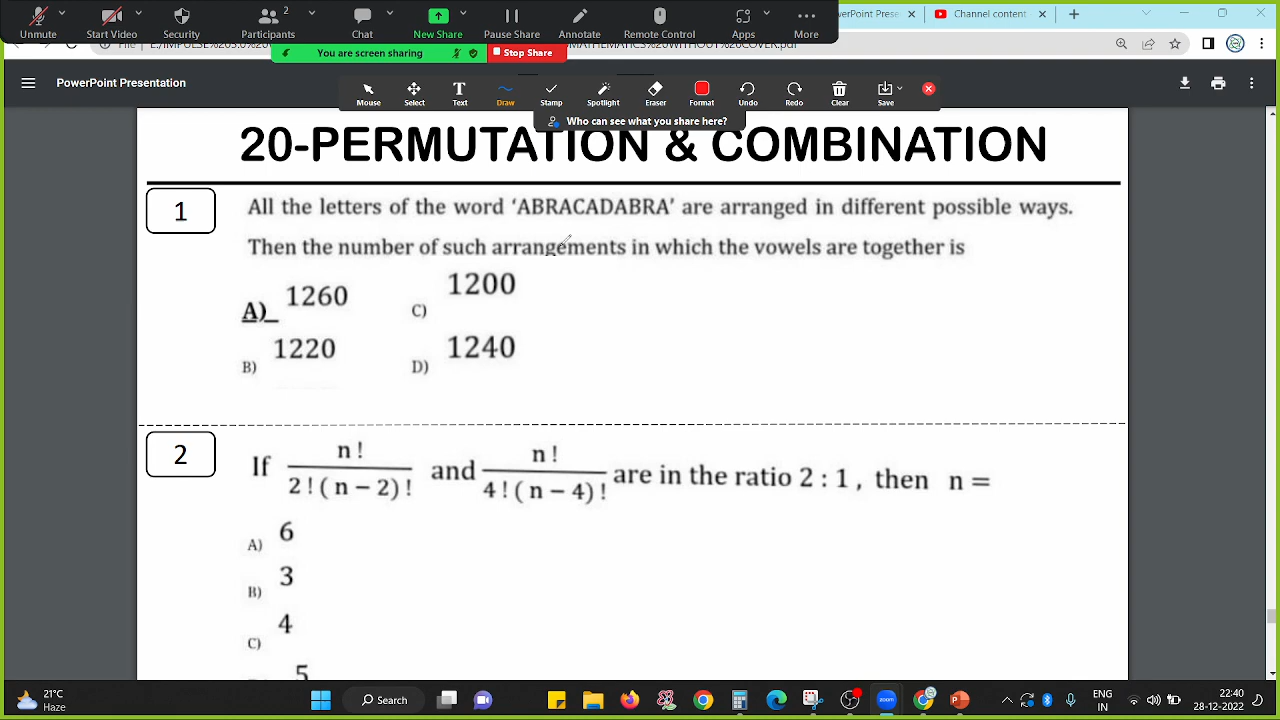 werPoint Prese
Channel content
Unmute
Start Video
Security
Participants
2
Chat
New Share
Pause Share
Annotate
Remote Control
Apps
More
You are screen sharing
Stop Share
PowerPoint Presentation
Mouse
Select
Text
Draw
Stamp
Spotlight
Eraser
Format
Undo
Redo
Clear
Save
Who can see what you share here?
20-PERMUTATION & COMBINATION
1
All the letters of the word ‘ABRACADABRA’ are arranged in different possible ways.
Then the number of such arrangements in which the vowels are together is
A) 1260
C) 1200
B) 1220
D) 1240
2
If n! / 2!(n−2)! and n! / 4!(n−4)! are in the ratio 2 : 1, then n =
A) 6
B) 3
C) 4
5
21°C
Haze
Search
zoom
ENG
IN
22:40
28-12-2022